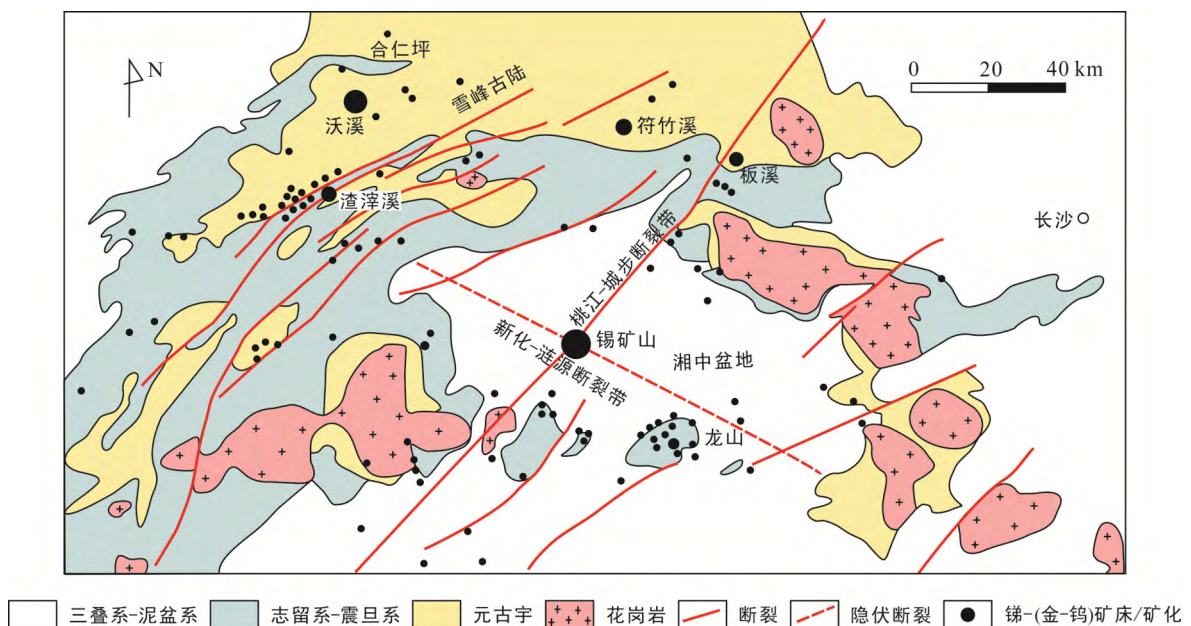 合仁坪
N
雪峰古陆
0 20 40 km
沃溪
符竹溪
板溪
渣滓溪
长沙
桃江-城步断裂带
锡矿山
新化-涟源断裂带
湘中盆地
龙山
三叠系-泥盆系 志留系-震旦系 元古宇 花岗岩 断裂 隐伏断裂 锑-(金-钨)矿床/矿化